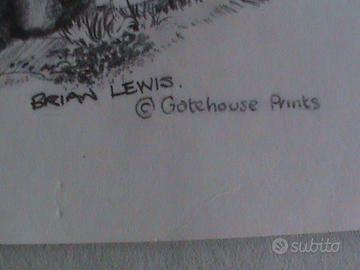 BRIAN LEWIS.
© Gatehouse Prints
subito